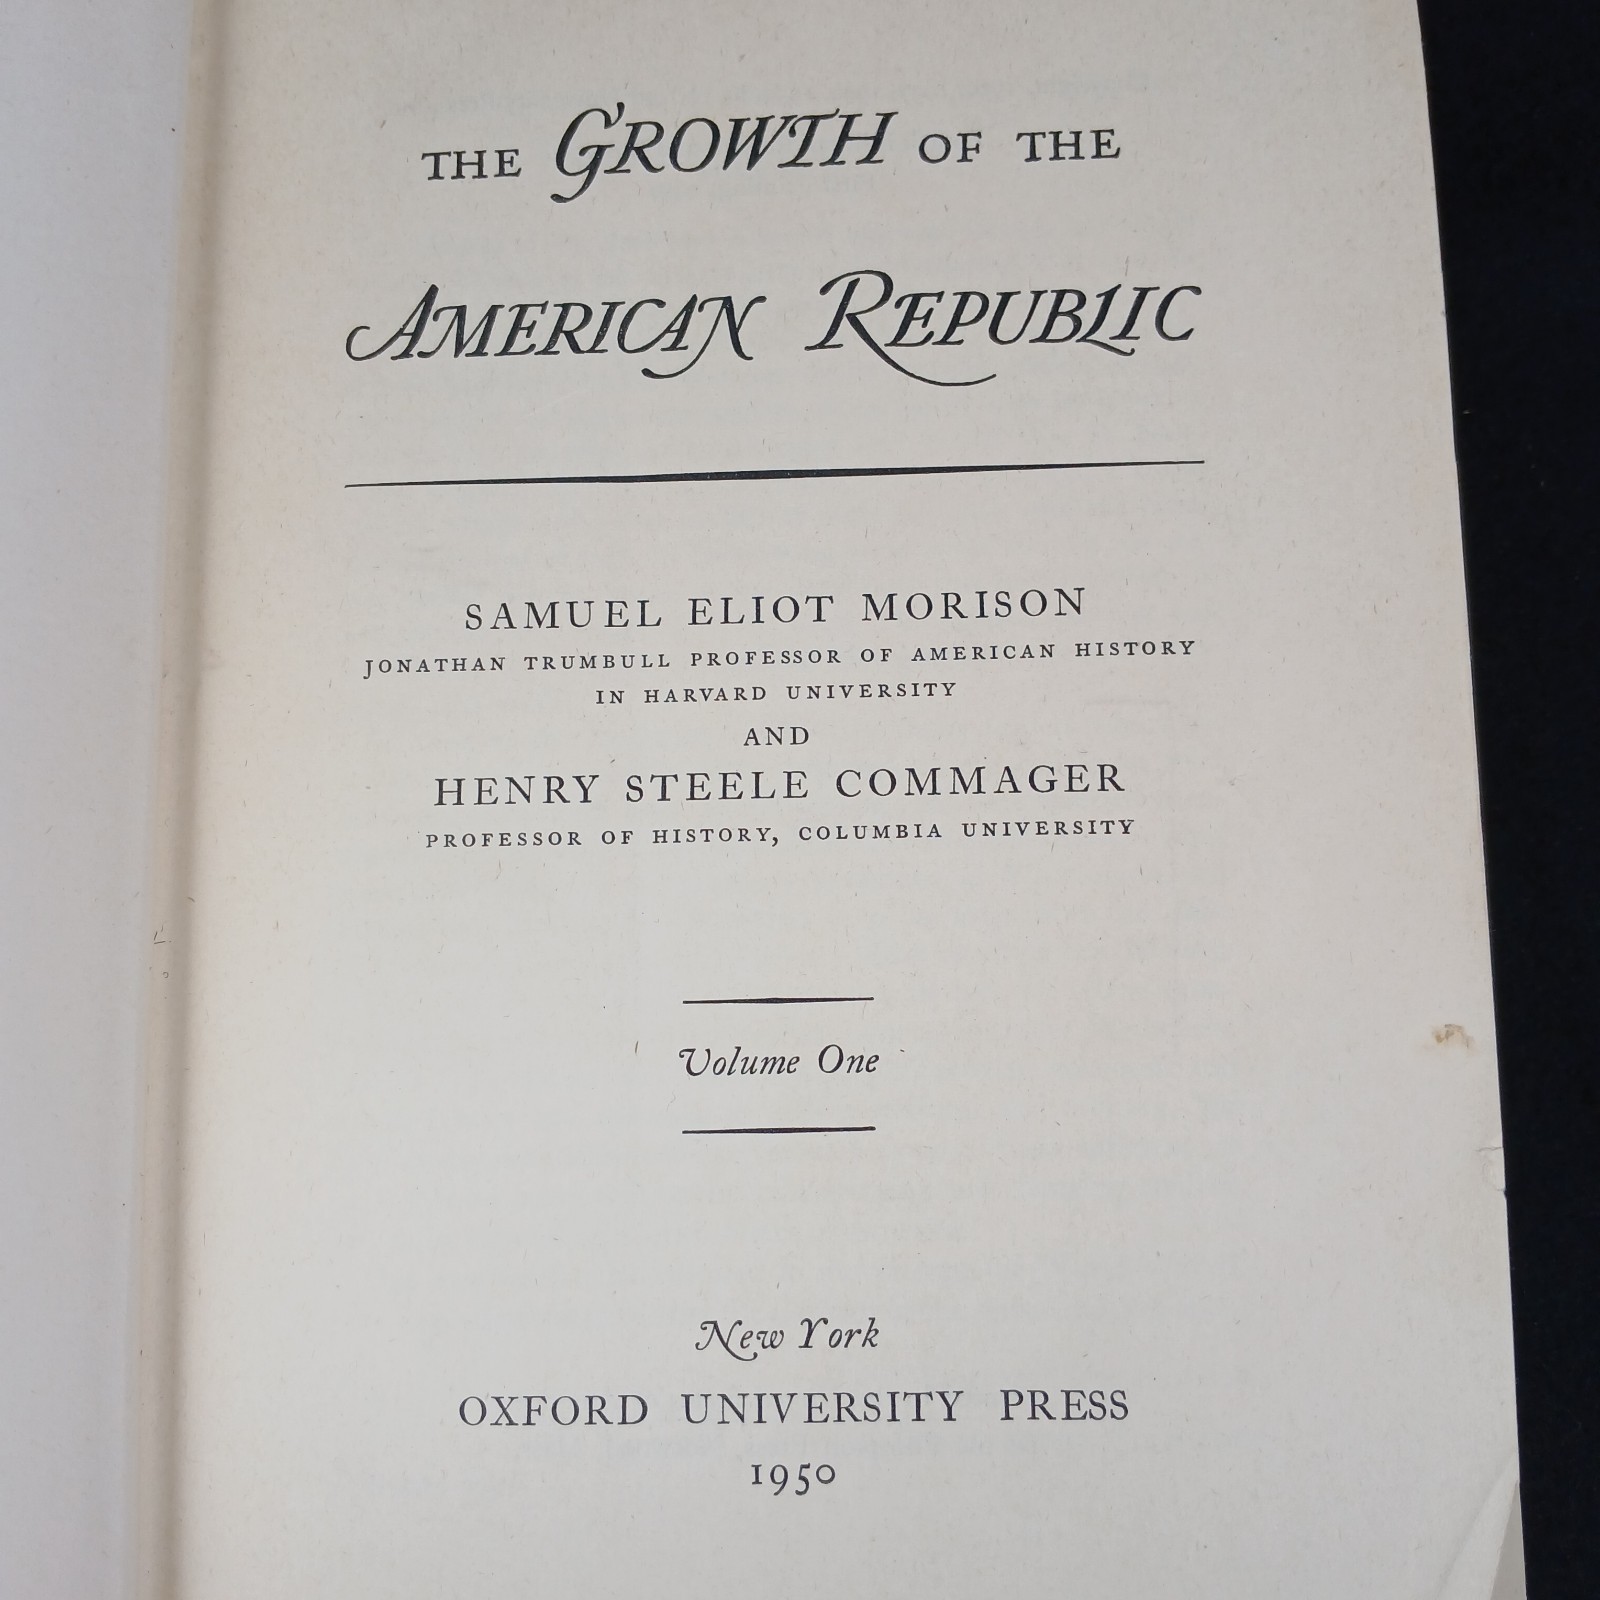 THE GROWTH OF THE
AMERICAN REPUBLIC
SAMUEL ELIOT MORISON
JONATHAN TRUMBULL PROFESSOR OF AMERICAN HISTORY
IN HARVARD UNIVERSITY
AND
HENRY STEELE COMMAGER
PROFESSOR OF HISTORY, COLUMBIA UNIVERSITY
Volume One
New York
OXFORD UNIVERSITY PRESS
1950